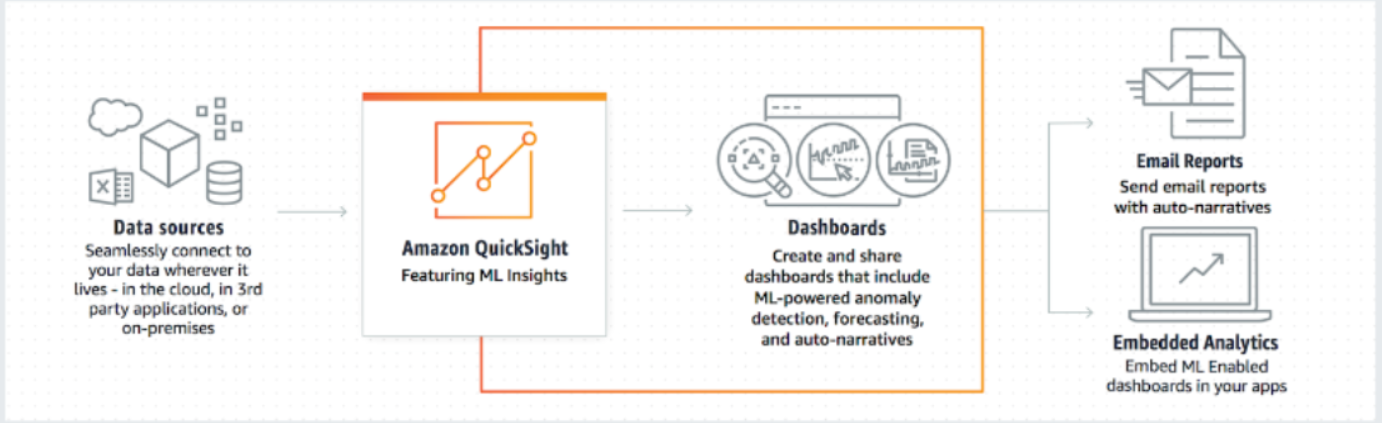 Data sources
Seamlessly connect to
your data wherever it
lives - in the cloud, in 3rd
party applications, or
on-premises
Amazon QuickSight
Featuring ML Insights
Dashboards
Create and share
dashboards that include
ML-powered anomaly
detection, forecasting,
and auto-narratives
Email Reports
Send email reports
with auto-narratives
Embedded Analytics
Embed ML Enabled
dashboards in your apps